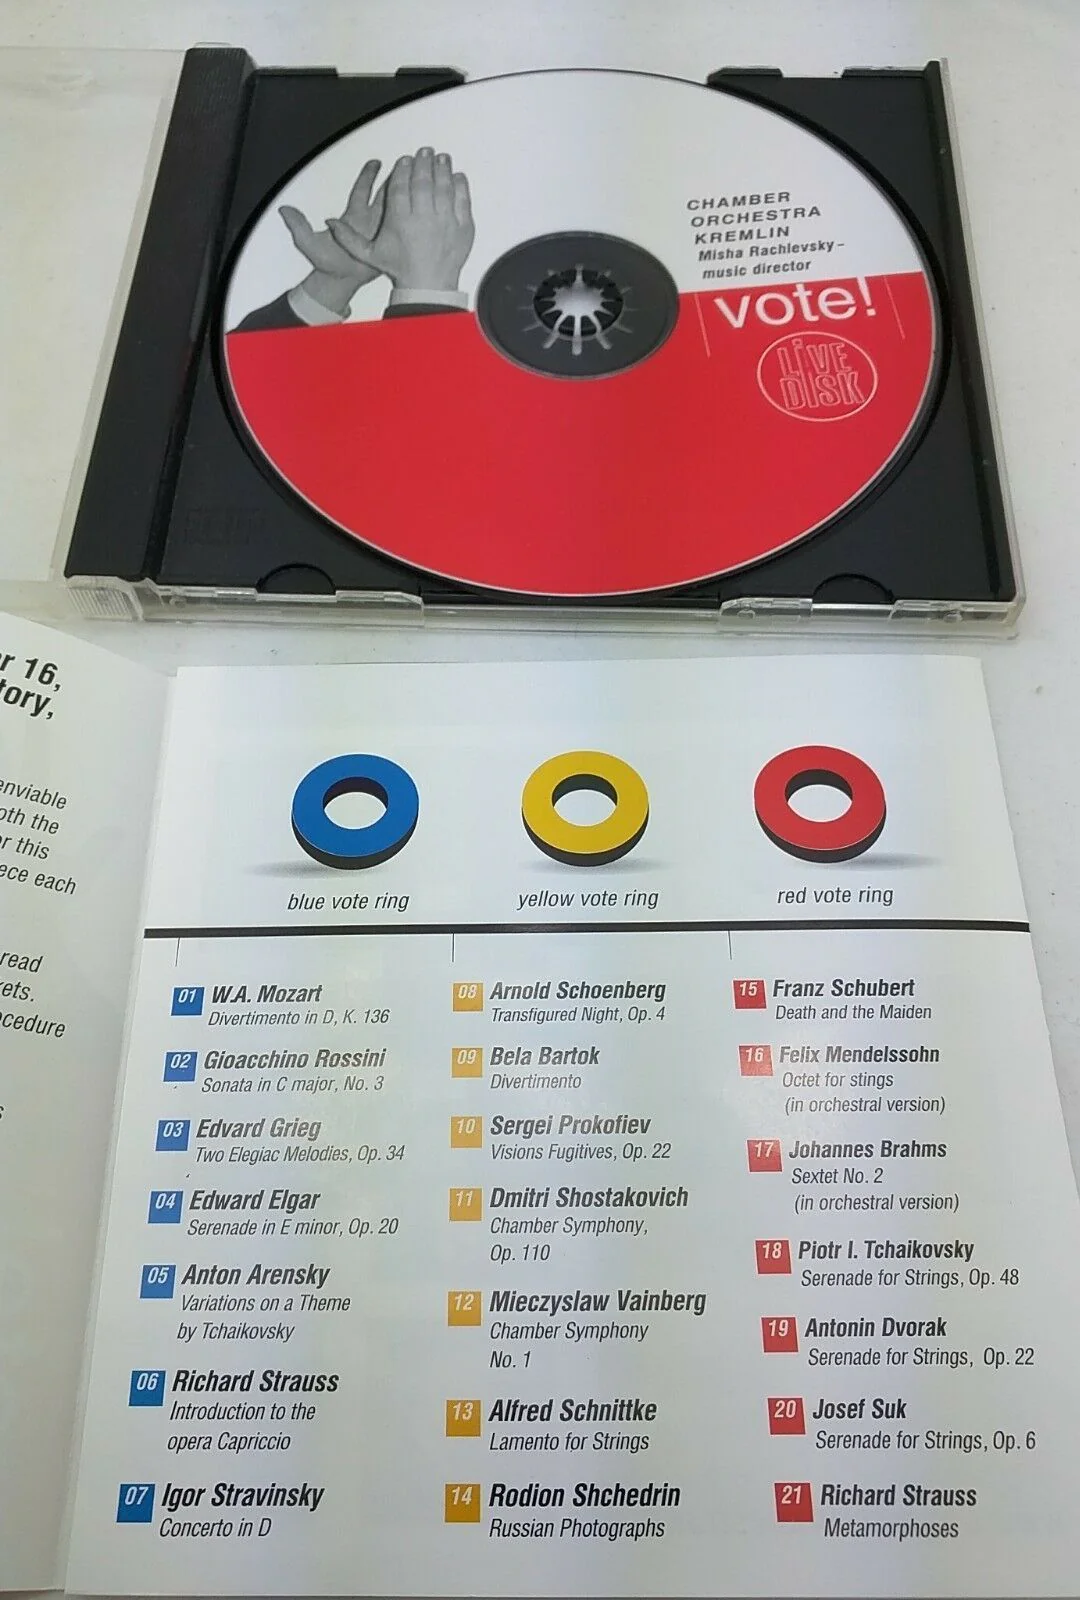 CHAMBER
ORCHESTRA
KREMLIN
Misha Rachlevsky –
music director
vote!
LiVE
DISK
r 16,
tory,
enviable
oth the
r this
ece each
read
ets.
ocedure
s
blue vote ring
yellow vote ring
red vote ring
01 W.A. Mozart
Divertimento in D, K. 136
02 Gioacchino Rossini
Sonata in C major, No. 3
03 Edvard Grieg
Two Elegiac Melodies, Op. 34
04 Edward Elgar
Serenade in E minor, Op. 20
05 Anton Arensky
Variations on a Theme
by Tchaikovsky
06 Richard Strauss
Introduction to the
opera Capriccio
07 Igor Stravinsky
Concerto in D
08 Arnold Schoenberg
Transfigured Night, Op. 4
09 Bela Bartok
Divertimento
10 Sergei Prokofiev
Visions Fugitives, Op. 22
11 Dmitri Shostakovich
Chamber Symphony,
Op. 110
12 Mieczyslaw Vainberg
Chamber Symphony
No. 1
13 Alfred Schnittke
Lamento for Strings
14 Rodion Shchedrin
Russian Photographs
15 Franz Schubert
Death and the Maiden
16 Felix Mendelssohn
Octet for stings
(in orchestral version)
17 Johannes Brahms
Sextet No. 2
(in orchestral version)
18 Piotr I. Tchaikovsky
Serenade for Strings, Op. 48
19 Antonin Dvorak
Serenade for Strings, Op. 22
20 Josef Suk
Serenade for Strings, Op. 6
21 Richard Strauss
Metamorphoses